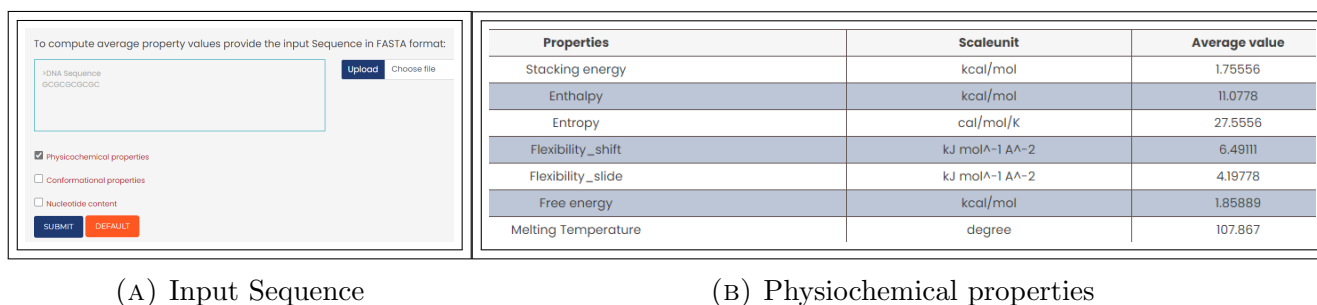 To compute average property values provide the input Sequence in FASTA format:
>DNA Sequence
GCGCGCGCGC
Upload Choose file
Physicochemical properties
Conformational properties
Nucleotide content
SUBMIT DEFAULT
Properties Scaleunit Average value
Stacking energy kcal/mol 1.75556
Enthalpy kcal/mol 11.0778
Entropy cal/mol/K 27.5556
Flexibility_shift kJ mol^-1 A^-2 6.49111
Flexibility_slide kJ mol^-1 A^-2 4.19778
Free energy kcal/mol 1.85889
Melting Temperature degree 107.867
(A) Input Sequence
(B) Physiochemical properties